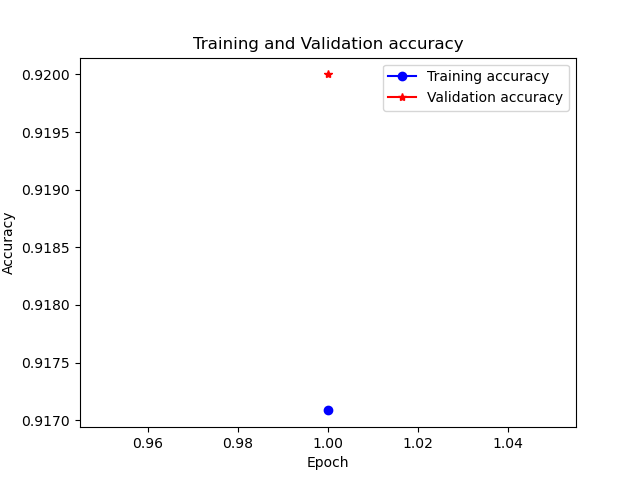 Training and Validation accuracy
Training accuracy
Validation accuracy
0.9200
0.9195
0.9190
0.9185
0.9180
0.9175
0.9170
Accuracy
0.96 0.98 1.00 1.02 1.04
Epoch